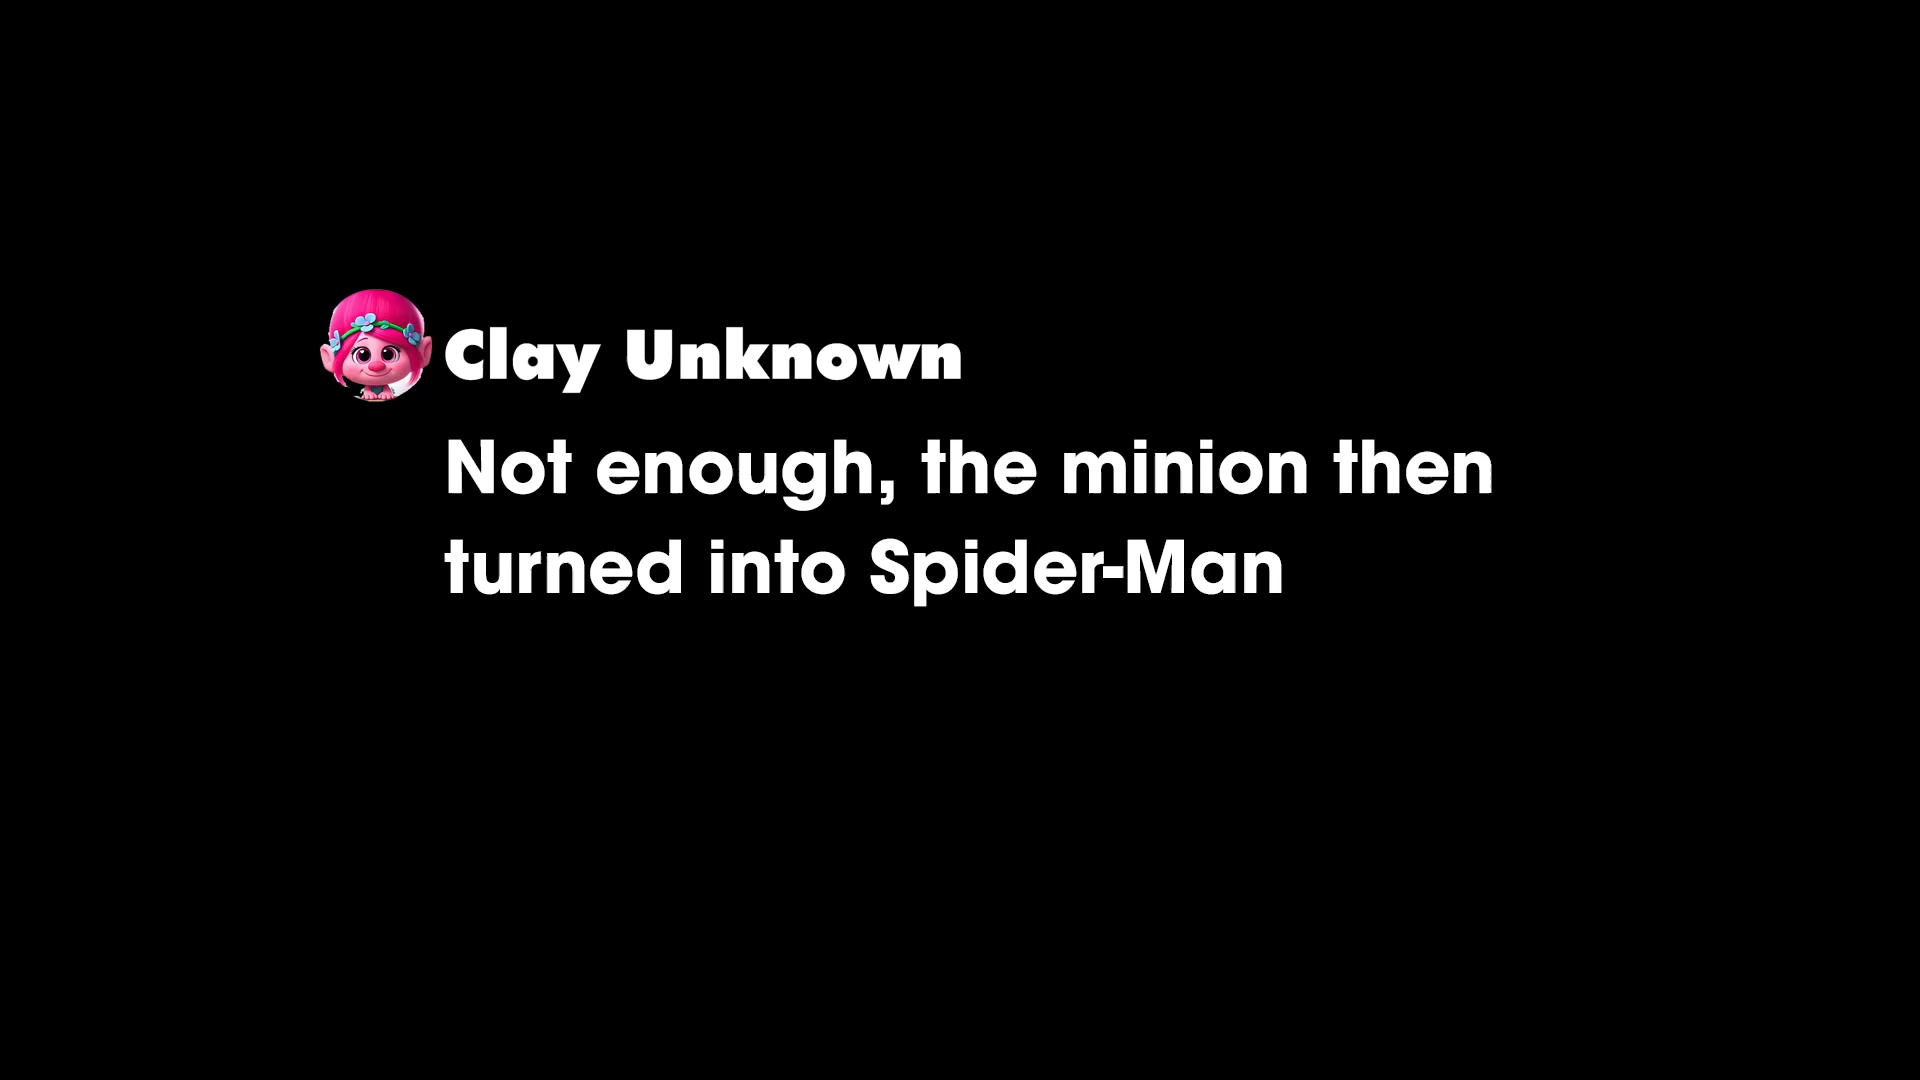 Clay Unknown
Not enough, the minion then
turned into Spider-Man